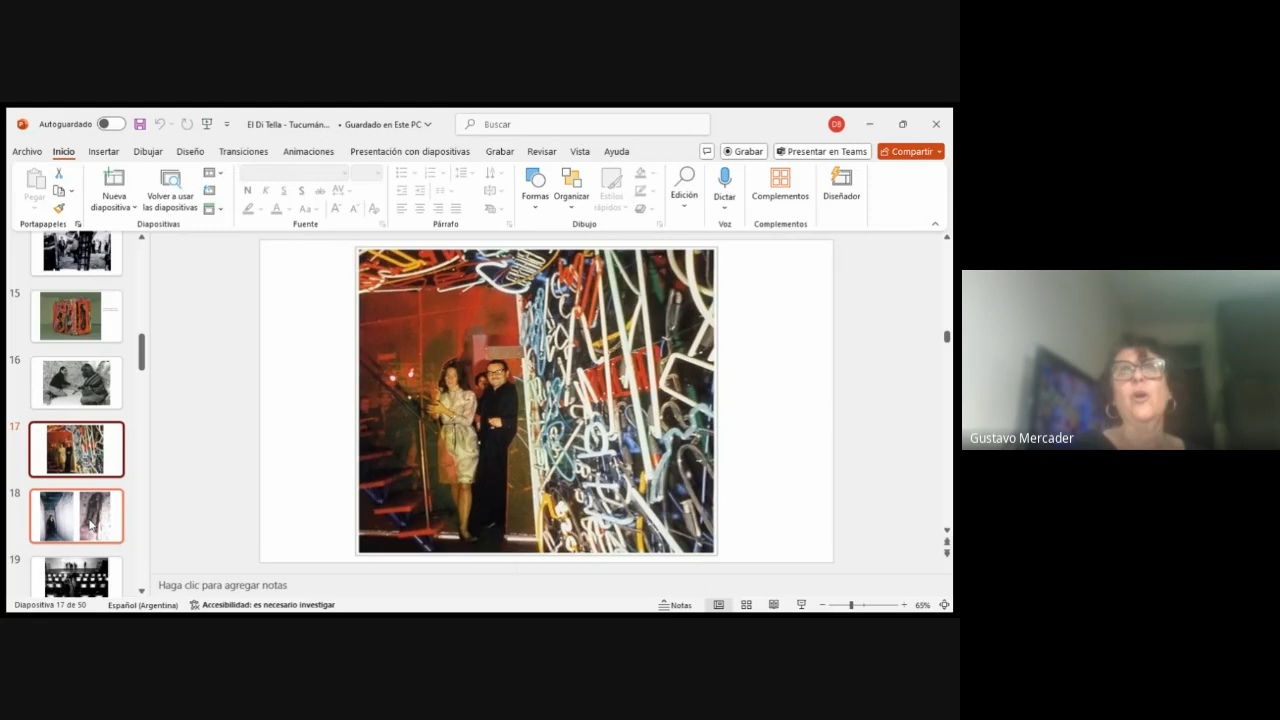 Autoguardado
El Di Tella - Tucumán... • Guardado en Este PC
Buscar
DB
Archivo Inicio Insertar Dibujar Diseño Transiciones Animaciones Presentación con diapositivas Grabar Revisar Vista Ayuda
Grabar Presentar en Teams Compartir
Pegar
Nueva diapositiva
Volver a usar las diapositivas
N K S S ab AV
A Aa A A A
Formas Organizar Estilos rápidos
Edición
Dictar
Complementos
Diseñador
Portapapeles Diapositivas Fuente Párrafo Dibujo Voz Complementos
15
16
17
18
19
Haga clic para agregar notas
Diapositiva 17 de 50 Español (Argentina) Accesibilidad: es necesario investigar Notas 65%
Gustavo Mercader